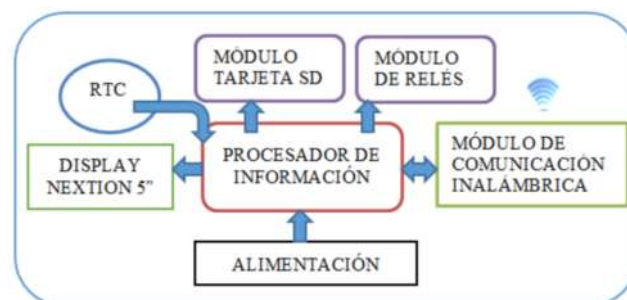 RTC
MÓDULO
TARJETA SD
MÓDULO
DE RELÉS
DISPLAY
NEXTION 5”
PROCESADOR DE
INFORMACIÓN
MÓDULO DE
COMUNICACIÓN
INALÁMBRICA
ALIMENTACIÓN